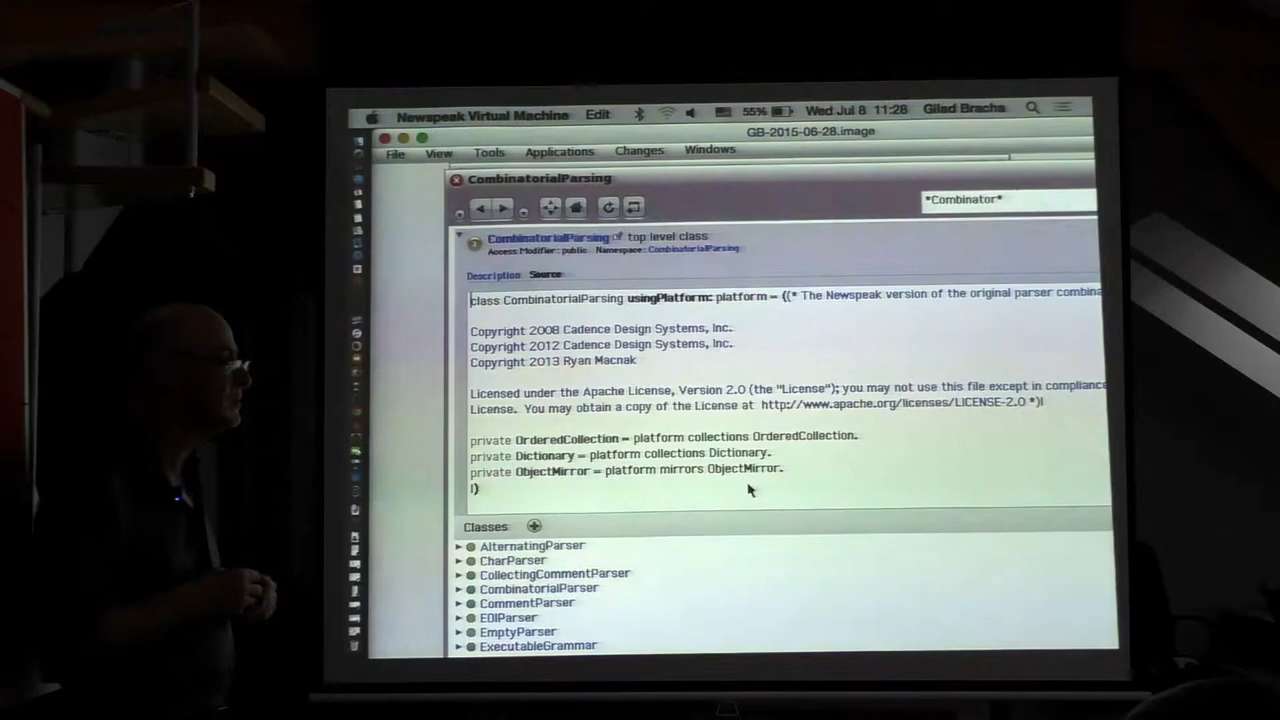 Newspeak Virtual Machine Edit 55% Wed Jul 8 11:28 Gilad Bracha
GB-2015-06-28.image
File View Tools Applications Changes Windows
CombinatorialParsing
*Combinator*
CombinatorialParsing top level class
Access Modifier: public Namespace: CombinatorialParsing
Description Source
class CombinatorialParsing usingPlatform: platform = ((* The Newspeak version of the original parser combina
Copyright 2008 Cadence Design Systems, Inc.
Copyright 2012 Cadence Design Systems, Inc.
Copyright 2013 Ryan Macnak
Licensed under the Apache License, Version 2.0 (the "License"); you may not use this file except in compliance
License. You may obtain a copy of the License at http://www.apache.org/licenses/LICENSE-2.0 *)|
private OrderedCollection = platform collections OrderedCollection.
private Dictionary = platform collections Dictionary.
private ObjectMirror = platform mirrors ObjectMirror.
|)
Classes
AlternatingParser
CharParser
CollectingCommentParser
CombinatorialParser
CommentParser
EOIParser
EmptyParser
ExecutableGrammar